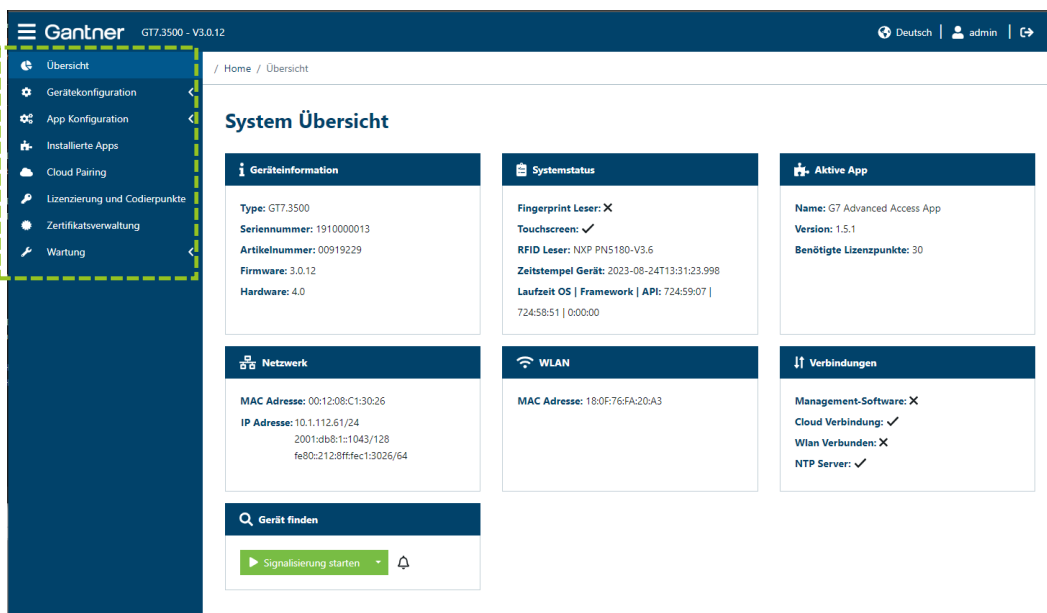 Gantner GT7.3500 - V3.0.12
Deutsch | admin |
Übersicht
Gerätekonfiguration
App Konfiguration
Installierte Apps
Cloud Pairing
Lizenzierung und Codierpunkte
Zertifikatsverwaltung
Wartung
/ Home / Übersicht
System Übersicht
Geräteinformation
Type: GT7.3500
Seriennummer: 1910000013
Artikelnummer: 00919229
Firmware: 3.0.12
Hardware: 4.0
Systemstatus
Fingerprint Leser:
Touchscreen:
RFID Leser: NXP PN5180-V3.6
Zeitstempel Gerät: 2023-08-24T13:31:23.998
Laufzeit OS | Framework | API: 724:59:07 |
724:58:51 | 0:00:00
Aktive App
Name: G7 Advanced Access App
Version: 1.5.1
Benötigte Lizenzpunkte: 30
Netzwerk
MAC Adresse: 00:12:08:C1:30:26
IP Adresse: 10.1.112.61/24
2001:db8:1::1043/128
fe80::212:8ff:fec1:3026/64
WLAN
MAC Adresse: 18:0F:76:FA:20:A3
Verbindungen
Management-Software:
Cloud Verbindung:
Wlan Verbunden:
NTP Server:
Gerät finden
Signalisierung starten